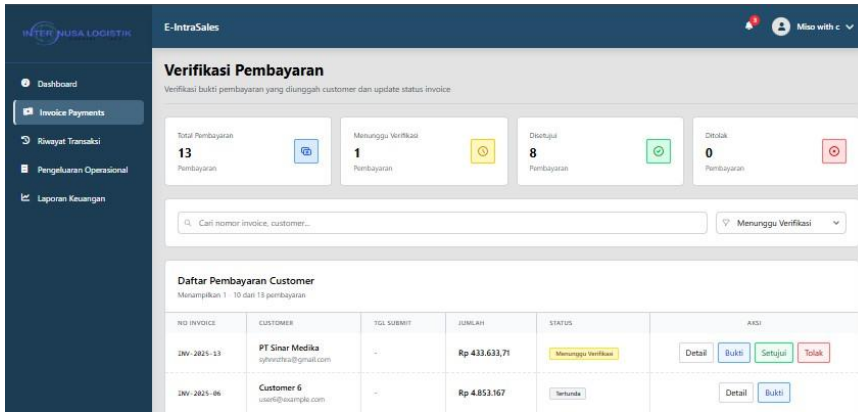 INTER NUSA LOGISTIK
E-IntraSales
9
Miso with c
Dashboard
Invoice Payments
Riwayat Transaksi
Pengeluaran Operasional
Laporan Keuangan
Verifikasi Pembayaran
Verifikasi bukti pembayaran yang diunggah customer dan update status invoice
Total Pembayaran
13
Pembayaran
Menunggu Verifikasi
1
Pembayaran
Disetujui
8
Pembayaran
Ditolak
0
Pembayaran
Cari nomor invoice, customer...
Menunggu Verifikasi
Daftar Pembayaran Customer
Menampilkan 1 - 10 dari 13 pembayaran
NO INVOICE CUSTOMER TGL SUBMIT JUMLAH STATUS AKSI
INV-2025-13 PT Sinar Medika - Rp 433.633,71 Menunggu Verifikasi Detail Bukti Setujui Tolak
INV-2025-06 Customer 6 - Rp 4.853.167 Tertunda Detail Bukti
user6@example.com